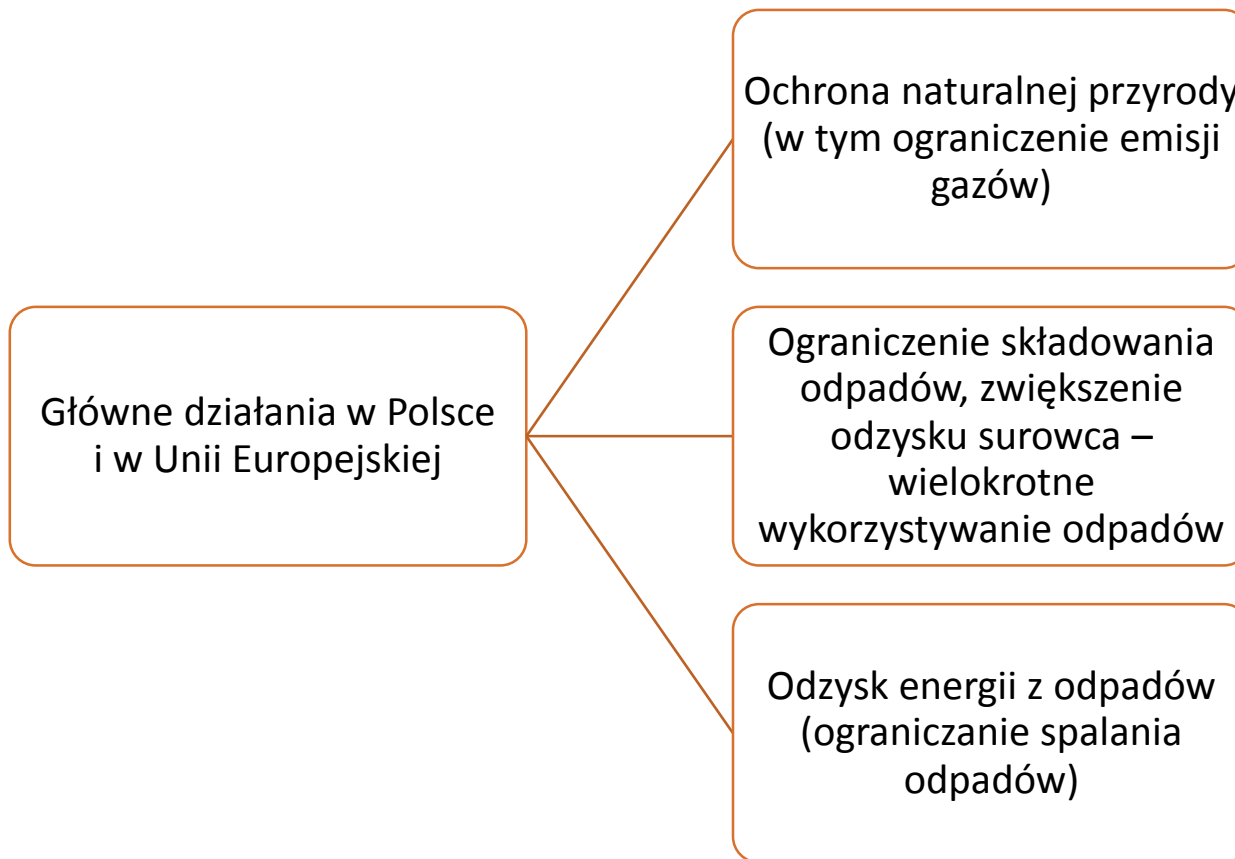 Ochrona naturalnej przyrody
(w tym ograniczenie emisji
gazów)
Główne działania w Polsce
i w Unii Europejskiej
Ograniczenie składowania
odpadów, zwiększenie
odzysku surowca –
wielokrotne
wykorzystywanie odpadów
Odzysk energii z odpadów
(ograniczanie spalania
odpadów)